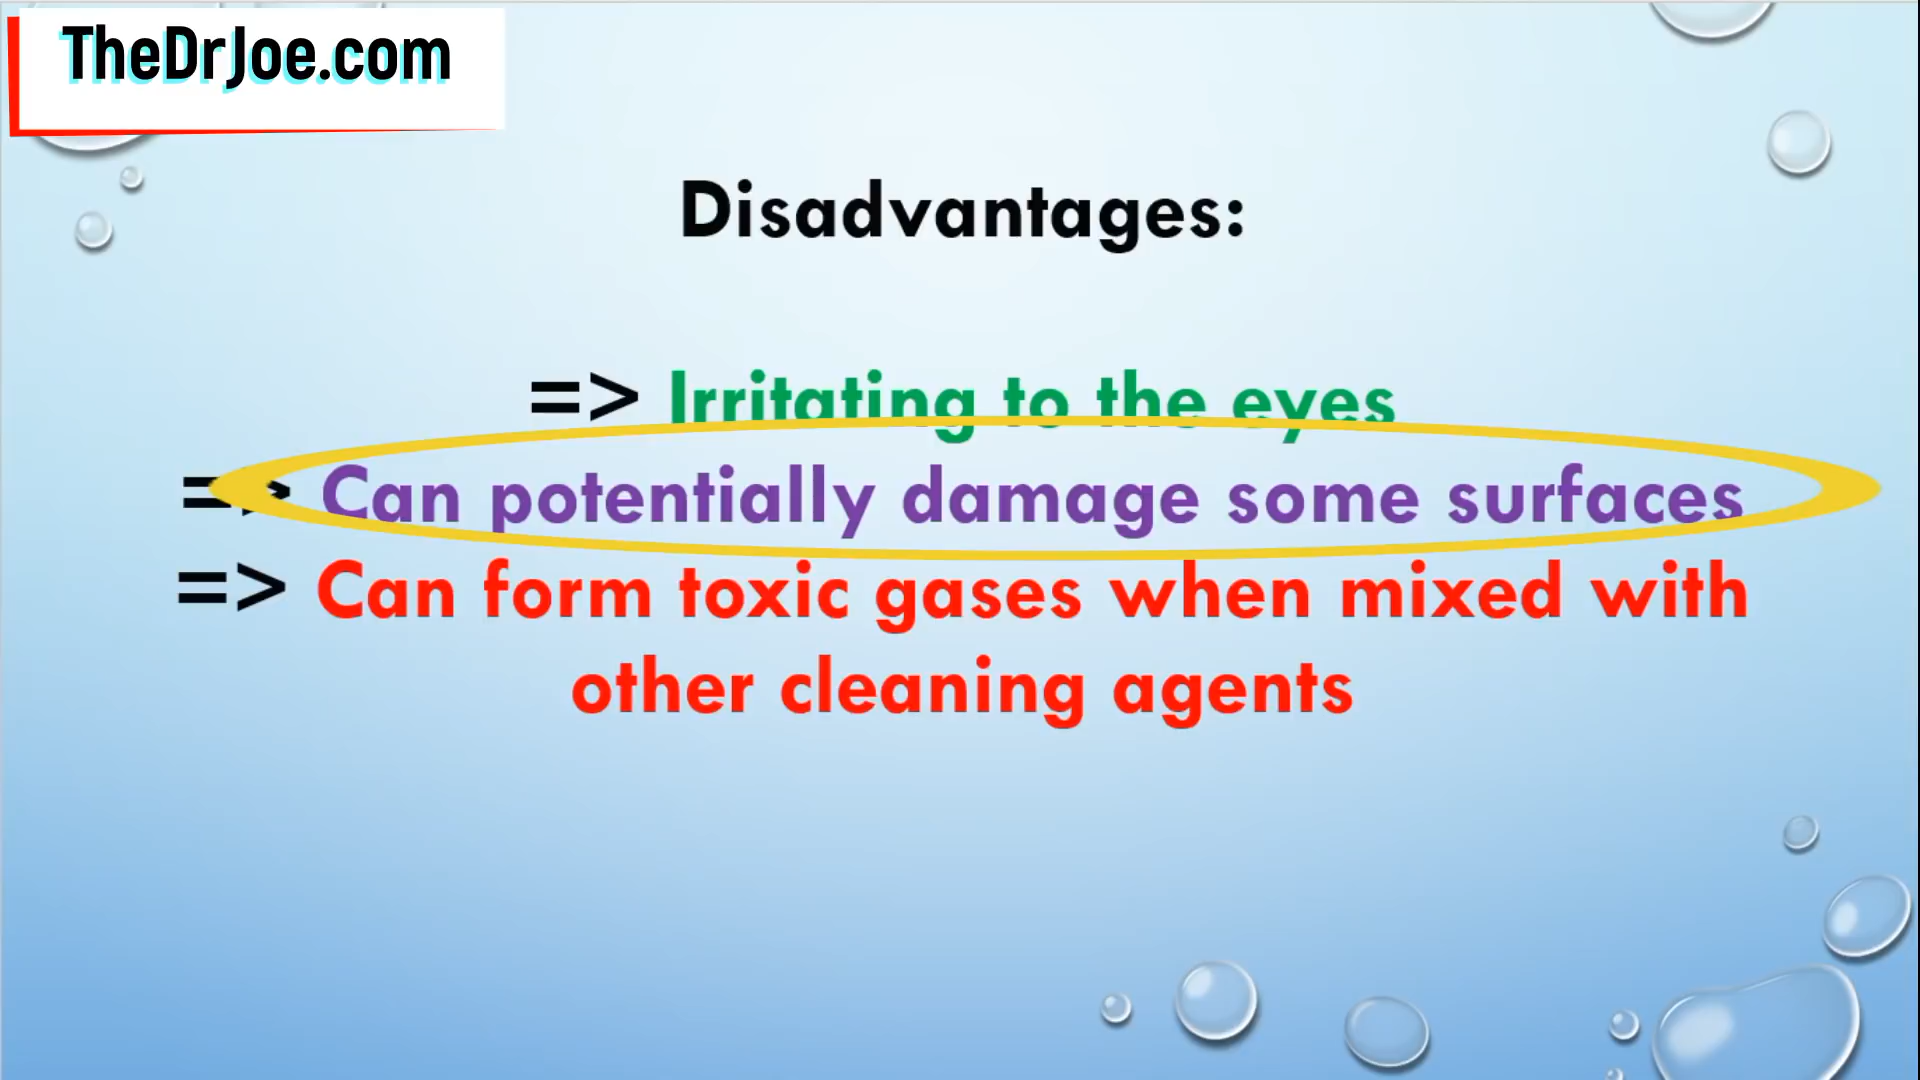 TheDrJoe.com
Disadvantages:
=> Irritating to the eyes
=> Can potentially damage some surfaces
=> Can form toxic gases when mixed with
other cleaning agents